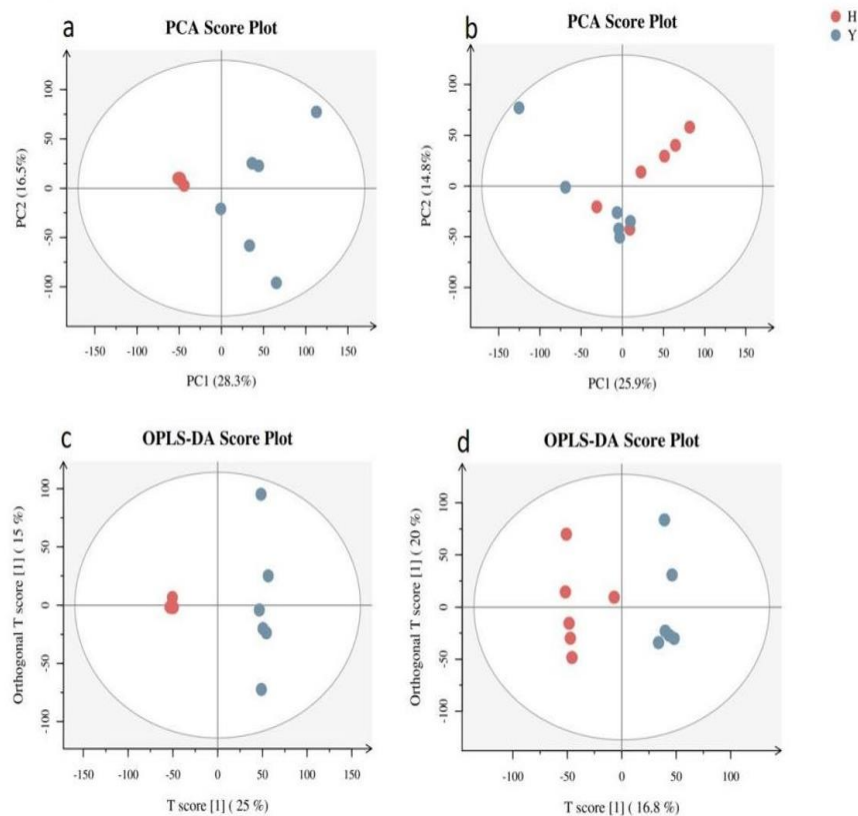 a
PCA Score Plot
PC2 (16.5%)
100
50
0
-50
-100
-150 -100 -50 0 50 100 150
PC1 (28.3%)
b
PCA Score Plot
H
Y
PC2 (14.8%)
100
50
0
-50
-100
-150 -100 -50 0 50 100 150
PC1 (25.9%)
c
OPLS-DA Score Plot
Orthogonal T score [1] ( 15 %)
100
50
0
-50
-100
-150 -100 -50 0 50 100 150
T score [1] ( 25 %)
d
OPLS-DA Score Plot
Orthogonal T score [1] ( 20 %)
100
50
0
-50
-100
-100 -50 0 50 100
T score [1] ( 16.8 %)